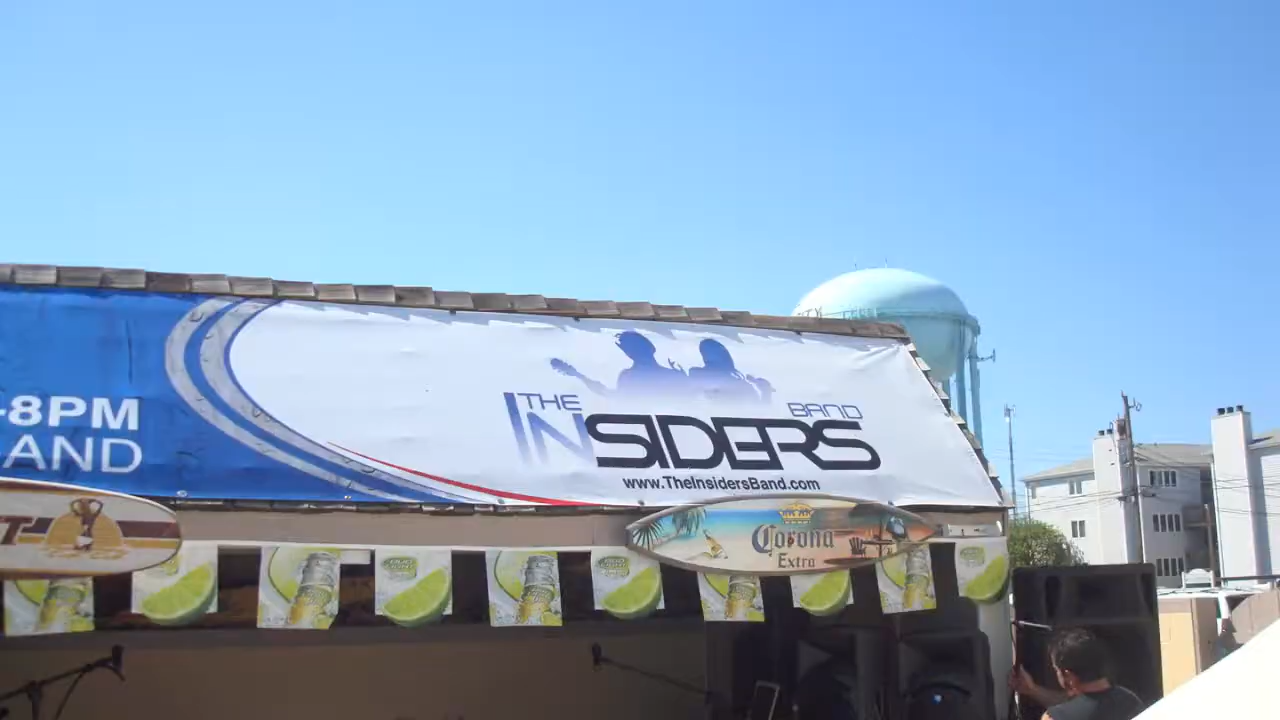 -8PM
AND
THE
BAND
INSIDERS
www.TheInsidersBand.com
Corona
Extra